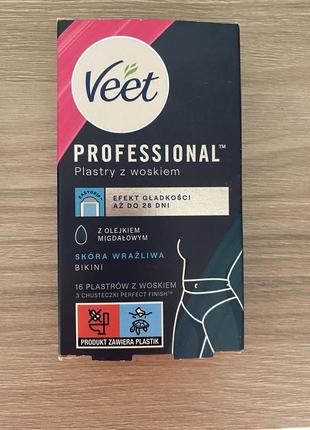 Veet
PROFESSIONAL™
Plastry z woskiem
EASYGRIP
EFEKT GŁADKOŚCI
AŻ DO 28 DNI
Z OLEJKIEM
MIGDAŁOWYM
SKÓRA WRAŻLIWA
BIKINI
16 PLASTRÓW Z WOSKIEM
3 CHUSTECZKI PERFECT FINISH™
PRODUKT ZAWIERA PLASTIK